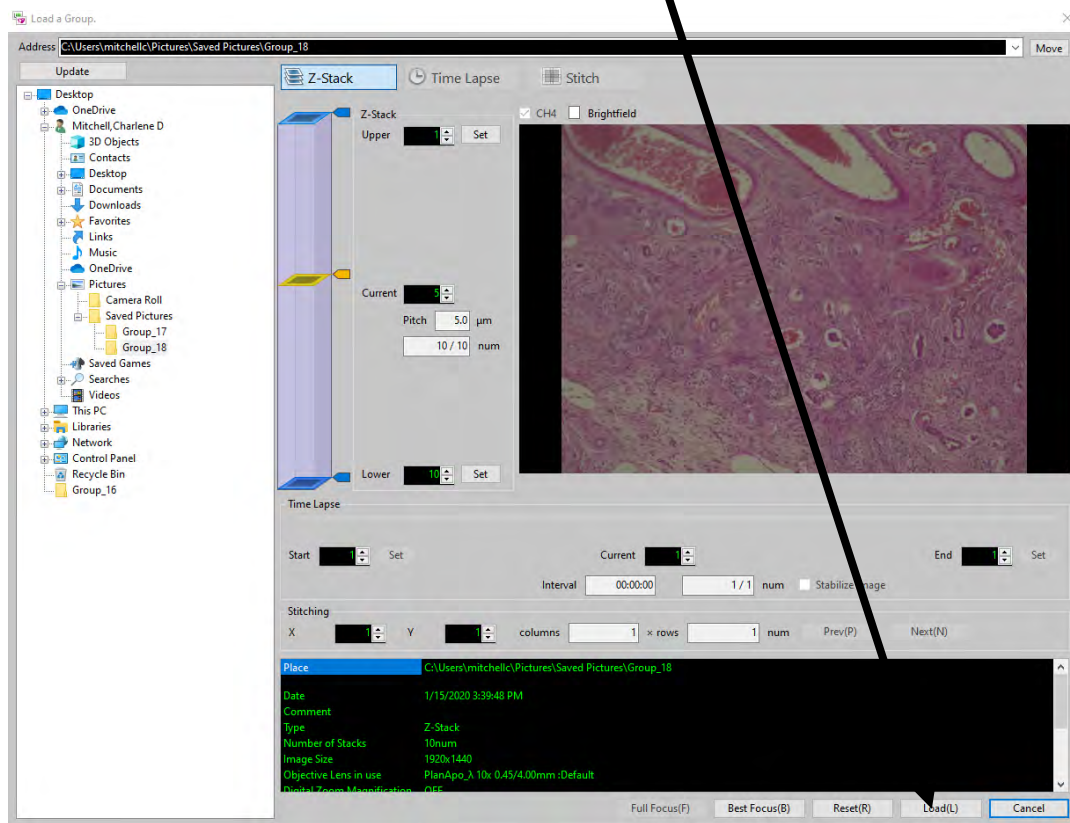 Load a Group.
Address C:\Users\mitchellc\Pictures\Saved Pictures\Group_18 Move
Update
Desktop
OneDrive
Mitchell,Charlene D
3D Objects
Contacts
Desktop
Documents
Downloads
Favorites
Links
Music
OneDrive
Pictures
Camera Roll
Saved Pictures
Group_17
Group_18
Saved Games
Searches
Videos
This PC
Libraries
Network
Control Panel
Recycle Bin
Group_16
Z-Stack Time Lapse Stitch
Z-Stack
Upper 1 Set
Current 5
Pitch 5.0 µm
10 / 10 num
Lower 10 Set
CH4 Brightfield
Time Lapse
Start 1 Set Current 1 End 1 Set
Interval 00:00:00 1 / 1 num Stabilize Image
Stitching
X 1 Y 1 columns 1 × rows 1 num Prev(P) Next(N)
Place C:\Users\mitchellc\Pictures\Saved Pictures\Group_18
Date 1/15/2020 3:39:48 PM
Comment
Type Z-Stack
Number of Stacks 10num
Image Size 1920x1440
Objective Lens in use PlanApo_λ 10x 0.45/4.00mm :Default
Digital Zoom Magnification OFF
Full Focus(F) Best Focus(B) Reset(R) Load(L) Cancel